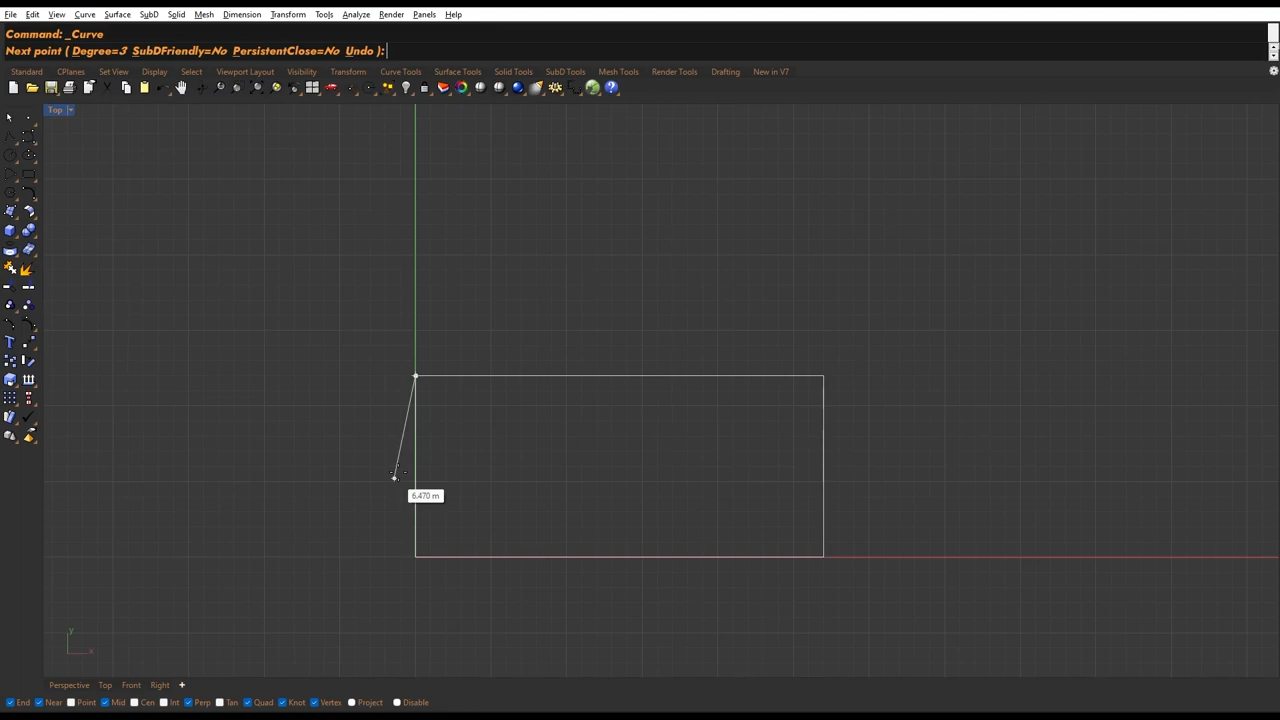 File Edit View Curve Surface SubD Solid Mesh Dimension Transform Tools Analyze Render Panels Help
Command: _Curve
Next point ( Degree=3 SubDFriendly=No PersistentClose=No Undo ):
Standard CPlanes Set View Display Select Viewport Layout Visibility Transform Curve Tools Surface Tools Solid Tools SubD Tools Mesh Tools Render Tools Drafting New in V7
Top
6.470 m
y
x
Perspective Top Front Right
End Near Point Mid Cen Int Perp Tan Quad Knot Vertex Project Disable